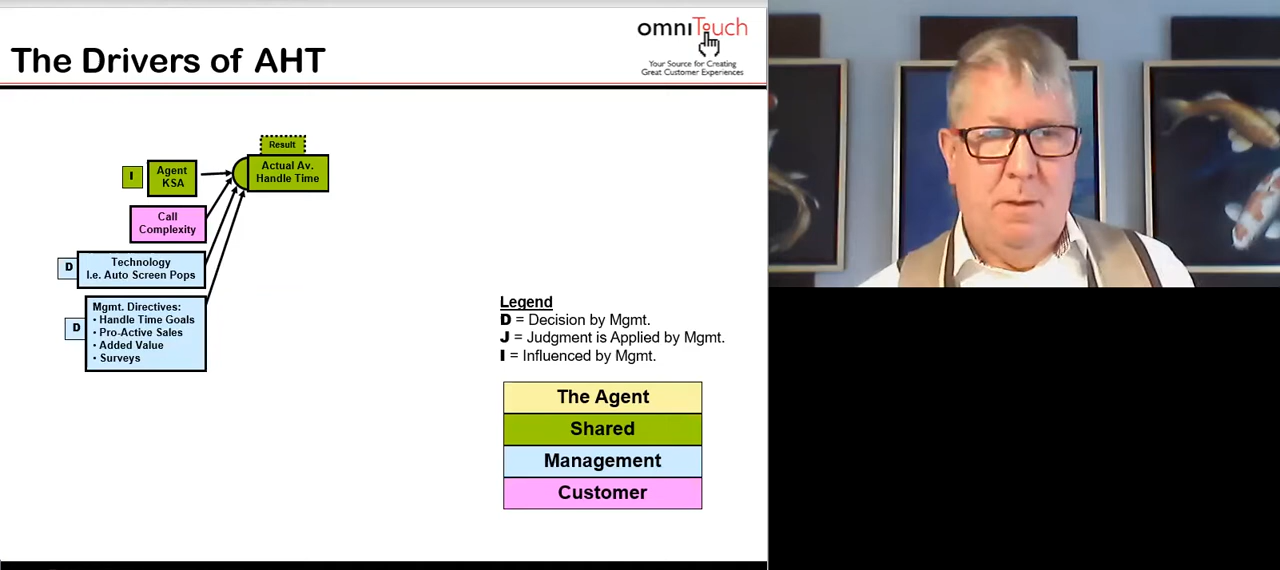 The Drivers of AHT
omniTouch
Your Source for Creating
Great Customer Experiences
Result
Actual Av.
Handle Time
I
Agent
KSA
Call
Complexity
D
Technology
I.e. Auto Screen Pops
D
Mgmt. Directives:
• Handle Time Goals
• Pro-Active Sales
• Added Value
• Surveys
Legend
D = Decision by Mgmt.
J = Judgment is Applied by Mgmt.
I = Influenced by Mgmt.
The Agent
Shared
Management
Customer